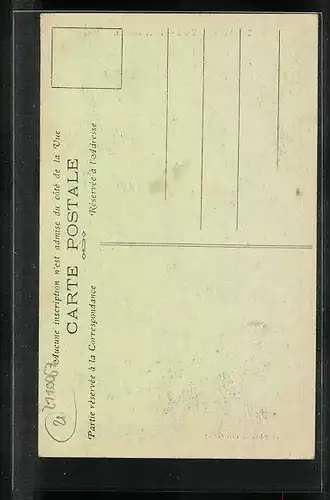 Aucune inscription n'est admise du côté de la Vue
CARTE POSTALE
Partie réservée à la Correspondance
Réservée à l'Adresse